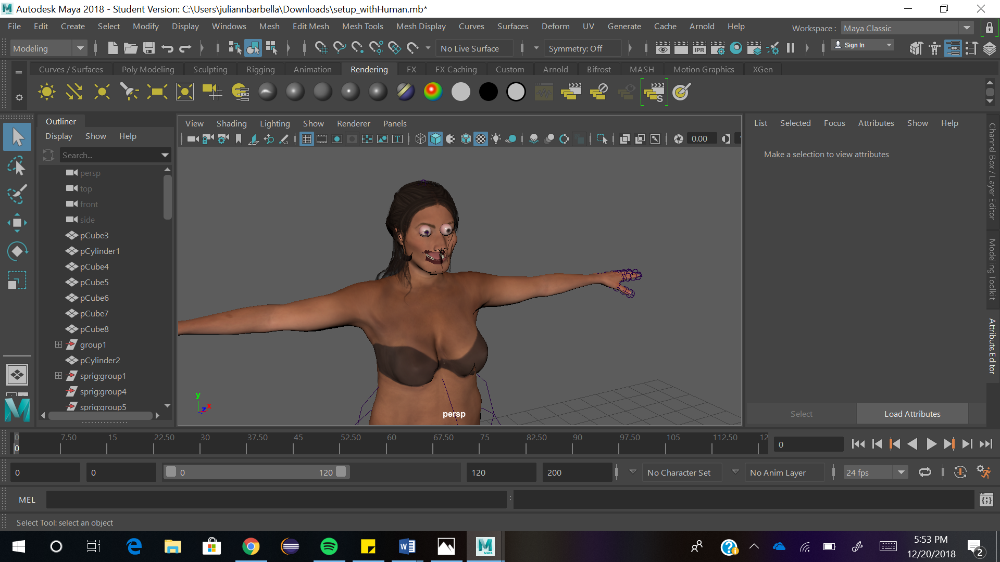 Autodesk Maya 2018 - Student Version: C:\Users\juliannbarbella\Downloads\setup_withHuman.mb*
File Edit Create Select Modify Display Windows Mesh Edit Mesh Mesh Tools Mesh Display Curves Surfaces Deform UV Generate Cache Arnold Help
Workspace : Maya Classic
Modeling No Live Surface Symmetry: Off IPR Sign In
Curves / Surfaces Poly Modeling Sculpting Rigging Animation Rendering FX FX Caching Custom Arnold Bifrost MASH Motion Graphics XGen
S
Outliner
Display Show Help
Search...
persp
top
front
side
pCube3
pCylinder1
pCube4
pCube5
pCube6
pCube7
pCube8
group1
pCylinder2
sprig:group1
sprig:group4
sprig:group5
View Shading Lighting Show Renderer Panels
0.00
y
z x
persp
List Selected Focus Attributes Show Help
Make a selection to view attributes
Select Load Attributes
Channel Box / Layer Editor
Modeling Toolkit
Attribute Editor
0 7.50 15 22.50 30 37.50 45 52.50 60 67.50 75 82.50 90 97.50 105 112.50 12
0
0
0 0 0 120 120 200 No Character Set No Anim Layer 24 fps
MEL
Select Tool: select an object
5:53 PM
12/20/2018
2